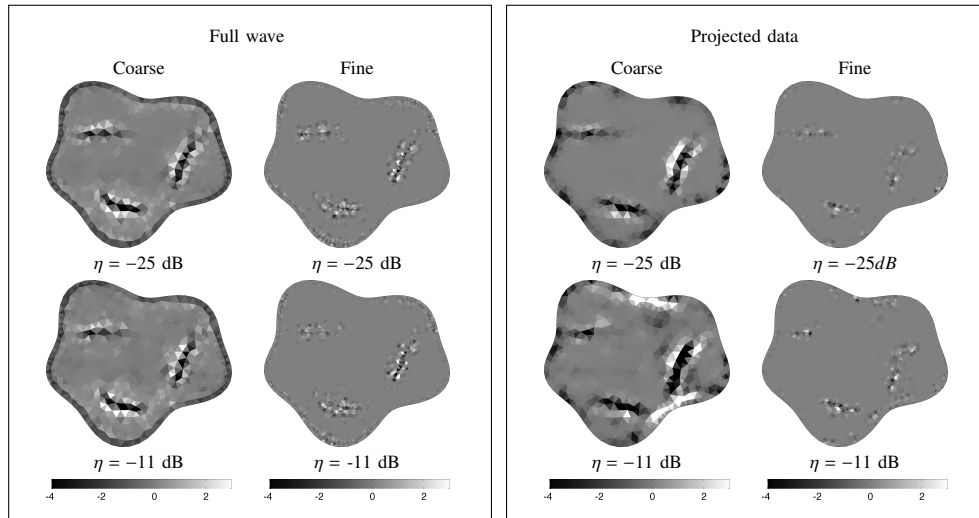 Full wave
Coarse Fine
η = −25 dB η = −25 dB
η = −11 dB η = -11 dB
-4 -2 0 2 -4 -2 0 2
Projected data
Coarse Fine
η = −25 dB η = −25dB
η = −11 dB η = −11 dB
-4 -2 0 2 -4 -2 0 2